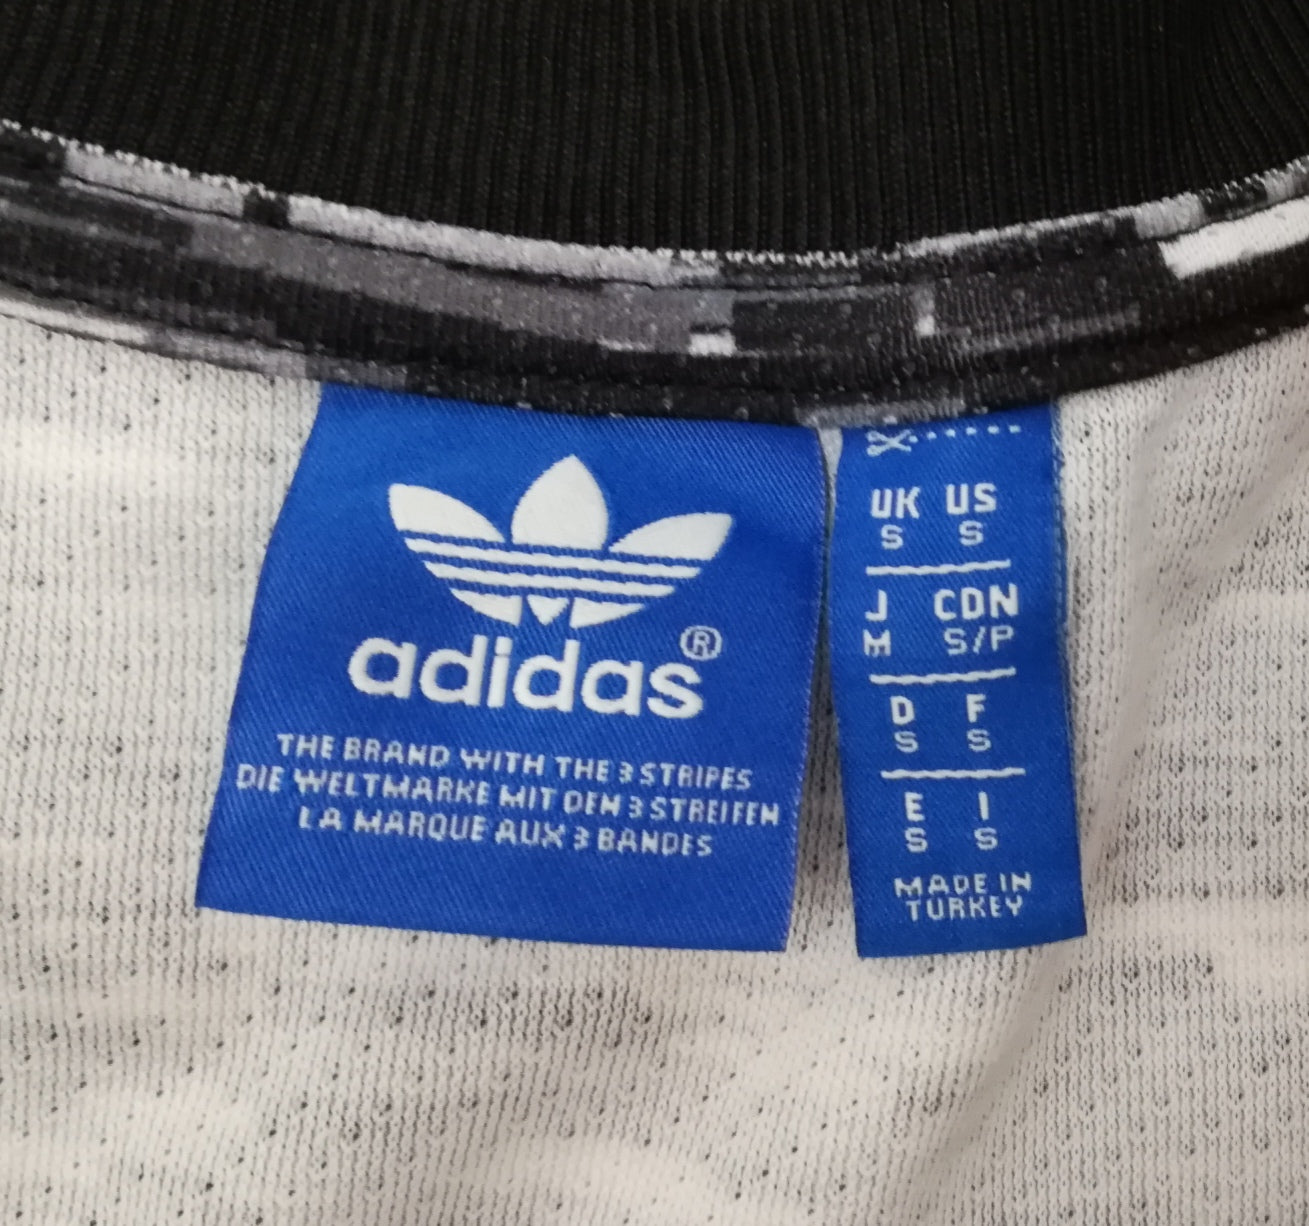 adidas®
THE BRAND WITH THE 3 STRIPES
DIE WELTMARKE MIT DEN 3 STREIFEN
LA MARQUE AUX 3 BANDES
UK US
S S
J CDN
M S/P
D F
S S
E I
S S
MADE IN
TURKEY